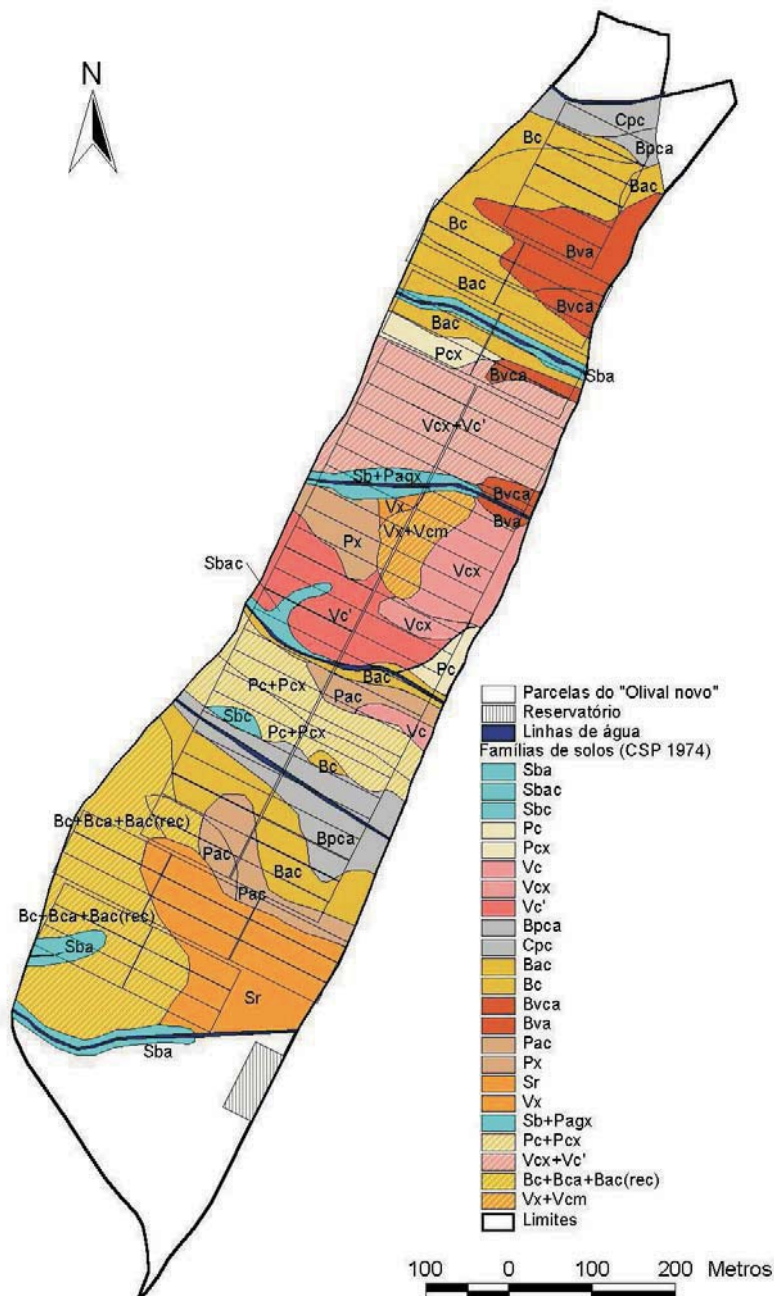 N
Cpc
Bc
Bpca
Bac
Bc
Bva
Bac
Bvca
Bac
Pcx
Sba
Bvca
Vcx+Vc'
Sb+Pagx
Bvca
Vx
Bva
Vx+Vcm
Px
Vcx
Sbac
Vc'
Vcx
Pc
Bac
Pc+Pcx
Pac
Sbc
Vc
Pc+Pcx
Bc
Bc+Bca+Bac(rec)
Bpca
Pac
Bac
Pac
Bc+Bca+Bac(rec)
Sba
Sr
Sba
Parcelas do "Olival novo"
Reservatório
Linhas de água
Famílias de solos (CSP 1974)
Sba
Sbac
Sbc
Pc
Pcx
Vc
Vcx
Vc'
Bpca
Cpc
Bac
Bc
Bvca
Bva
Pac
Px
Sr
Vx
Sb+Pagx
Pc+Pcx
Vcx+Vc'
Bc+Bca+Bac(rec)
Vx+Vcm
Limites
100 0 100 200 Metros